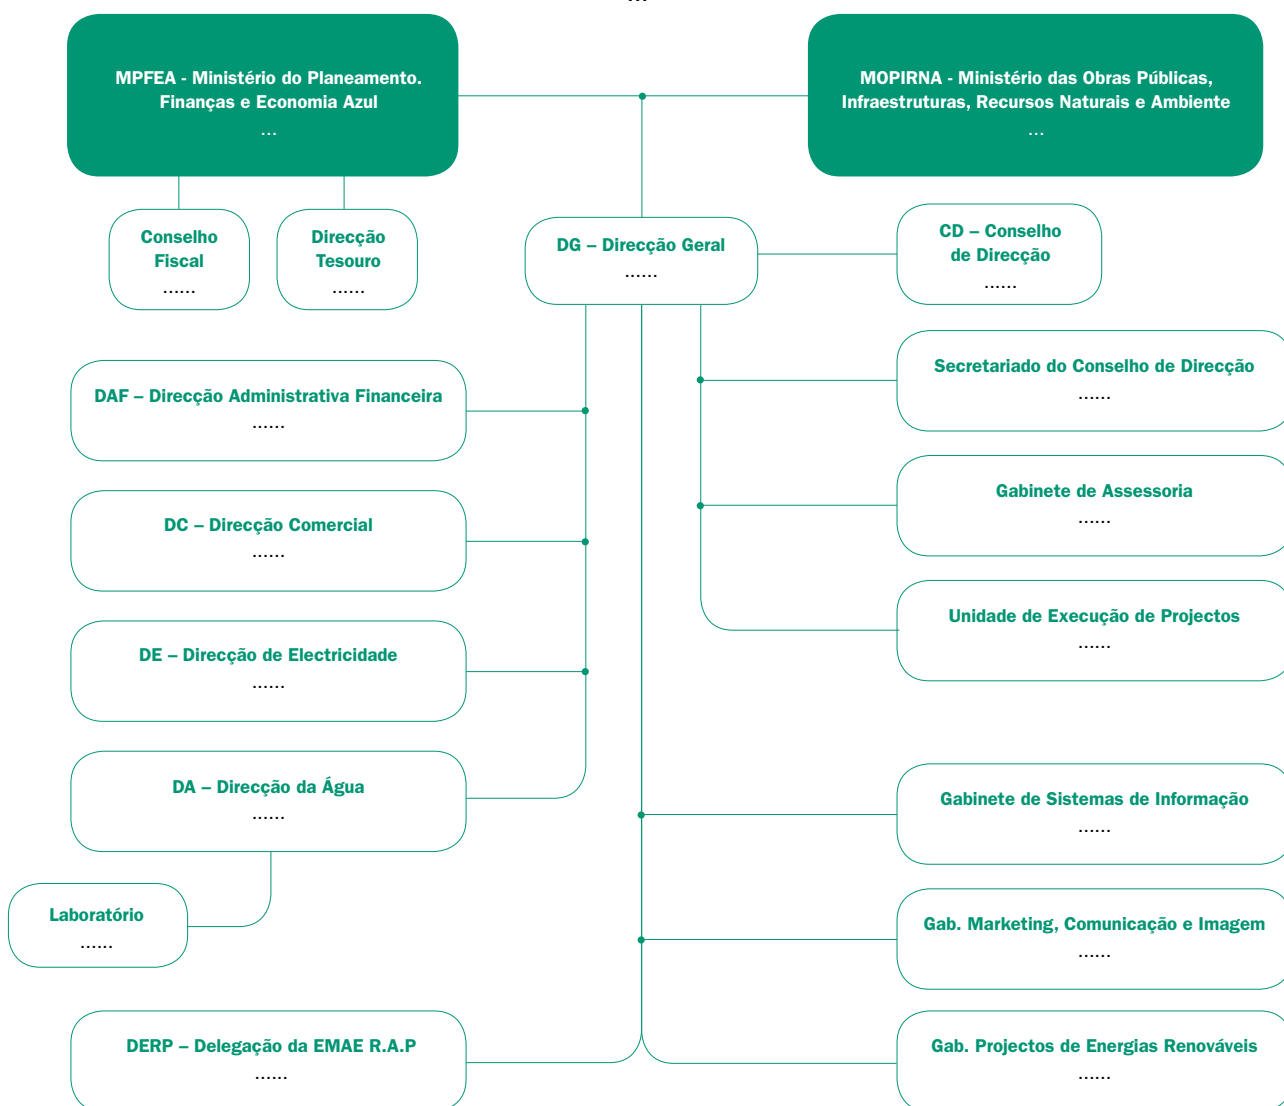 ...
MPFEA - Ministério do Planeamento.
Finanças e Economia Azul
...
MOPIRNA - Ministério das Obras Públicas,
Infraestruturas, Recursos Naturais e Ambiente
...
Conselho
Fiscal
......
Direcção
Tesouro
......
DG – Direcção Geral
......
CD – Conselho
de Direcção
......
DAF – Direcção Administrativa Financeira
......
Secretariado do Conselho de Direcção
......
DC – Direcção Comercial
......
Gabinete de Assessoria
......
DE – Direcção de Electricidade
......
Unidade de Execução de Projectos
......
DA – Direcção da Água
......
Gabinete de Sistemas de Informação
......
Laboratório
......
Gab. Marketing, Comunicação e Imagem
......
DERP – Delegação da EMAE R.A.P
......
Gab. Projectos de Energias Renováveis
......